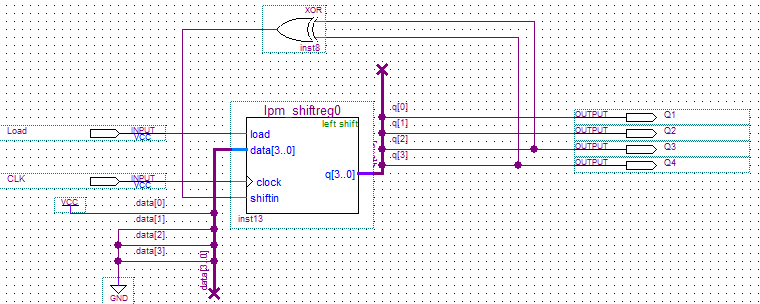 XOR
inst8
lpm_shiftreg0
left shift
Load
INPUT
VCC
load
data[3..0]
q[3..0]
CLK
INPUT
VCC
clock
shiftin
inst13
q[0]
q[1]
q[2]
q[3]
OUTPUT
Q1
OUTPUT
Q2
OUTPUT
Q3
OUTPUT
Q4
VCC
data[0]
data[1]
data[2]
data[3]
data[3..0]
GND